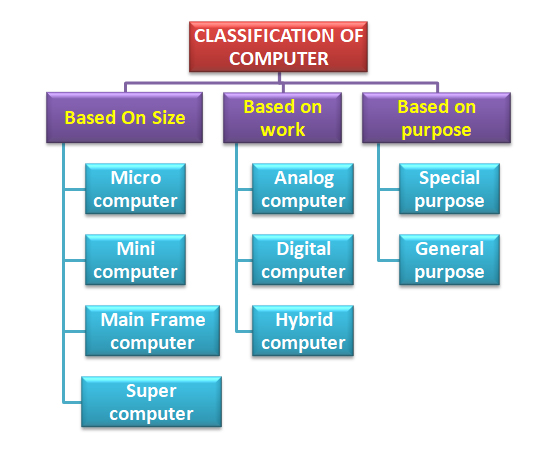 CLASSIFICATION OF
COMPUTER
Based On Size
Micro
computer
Mini
computer
Main Frame
computer
Super
computer
Based on
work
Analog
computer
Digital
computer
Hybrid
computer
Based on
purpose
Special
purpose
General
purpose